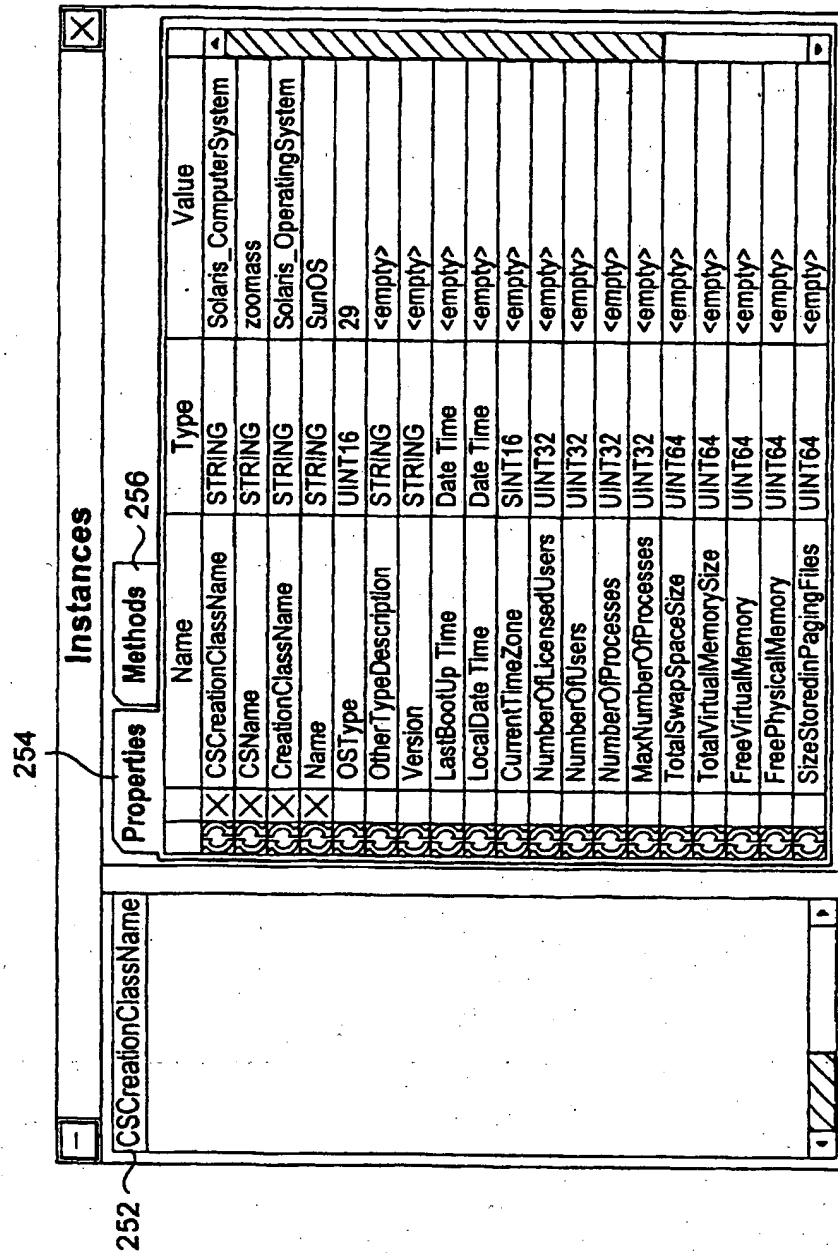 Instances
254
256
252
CSCreationClassName
Properties Methods
Name Type Value
CSCreationClassName STRING Solaris_ComputerSystem
CSName STRING zoomass
CreationClassName STRING Solaris_OperatingSystem
Name STRING SunOS
OSType UINT16 29
OtherTypeDescription STRING <empty>
Version STRING <empty>
LastBootUp Time Date Time <empty>
LocalDate Time Date Time <empty>
CurrentTimeZone SINT16 <empty>
NumberOfLicensedUsers UINT32 <empty>
NumberOfUsers UINT32 <empty>
NumberOfProcesses UINT32 <empty>
MaxNumberOfProcesses UINT32 <empty>
TotalSwapSpaceSize UINT64 <empty>
TotalVirtualMemorySize UINT64 <empty>
FreeVirtualMemory UINT64 <empty>
FreePhysicalMemory UINT64 <empty>
SizeStoredinPagingFiles UINT64 <empty>